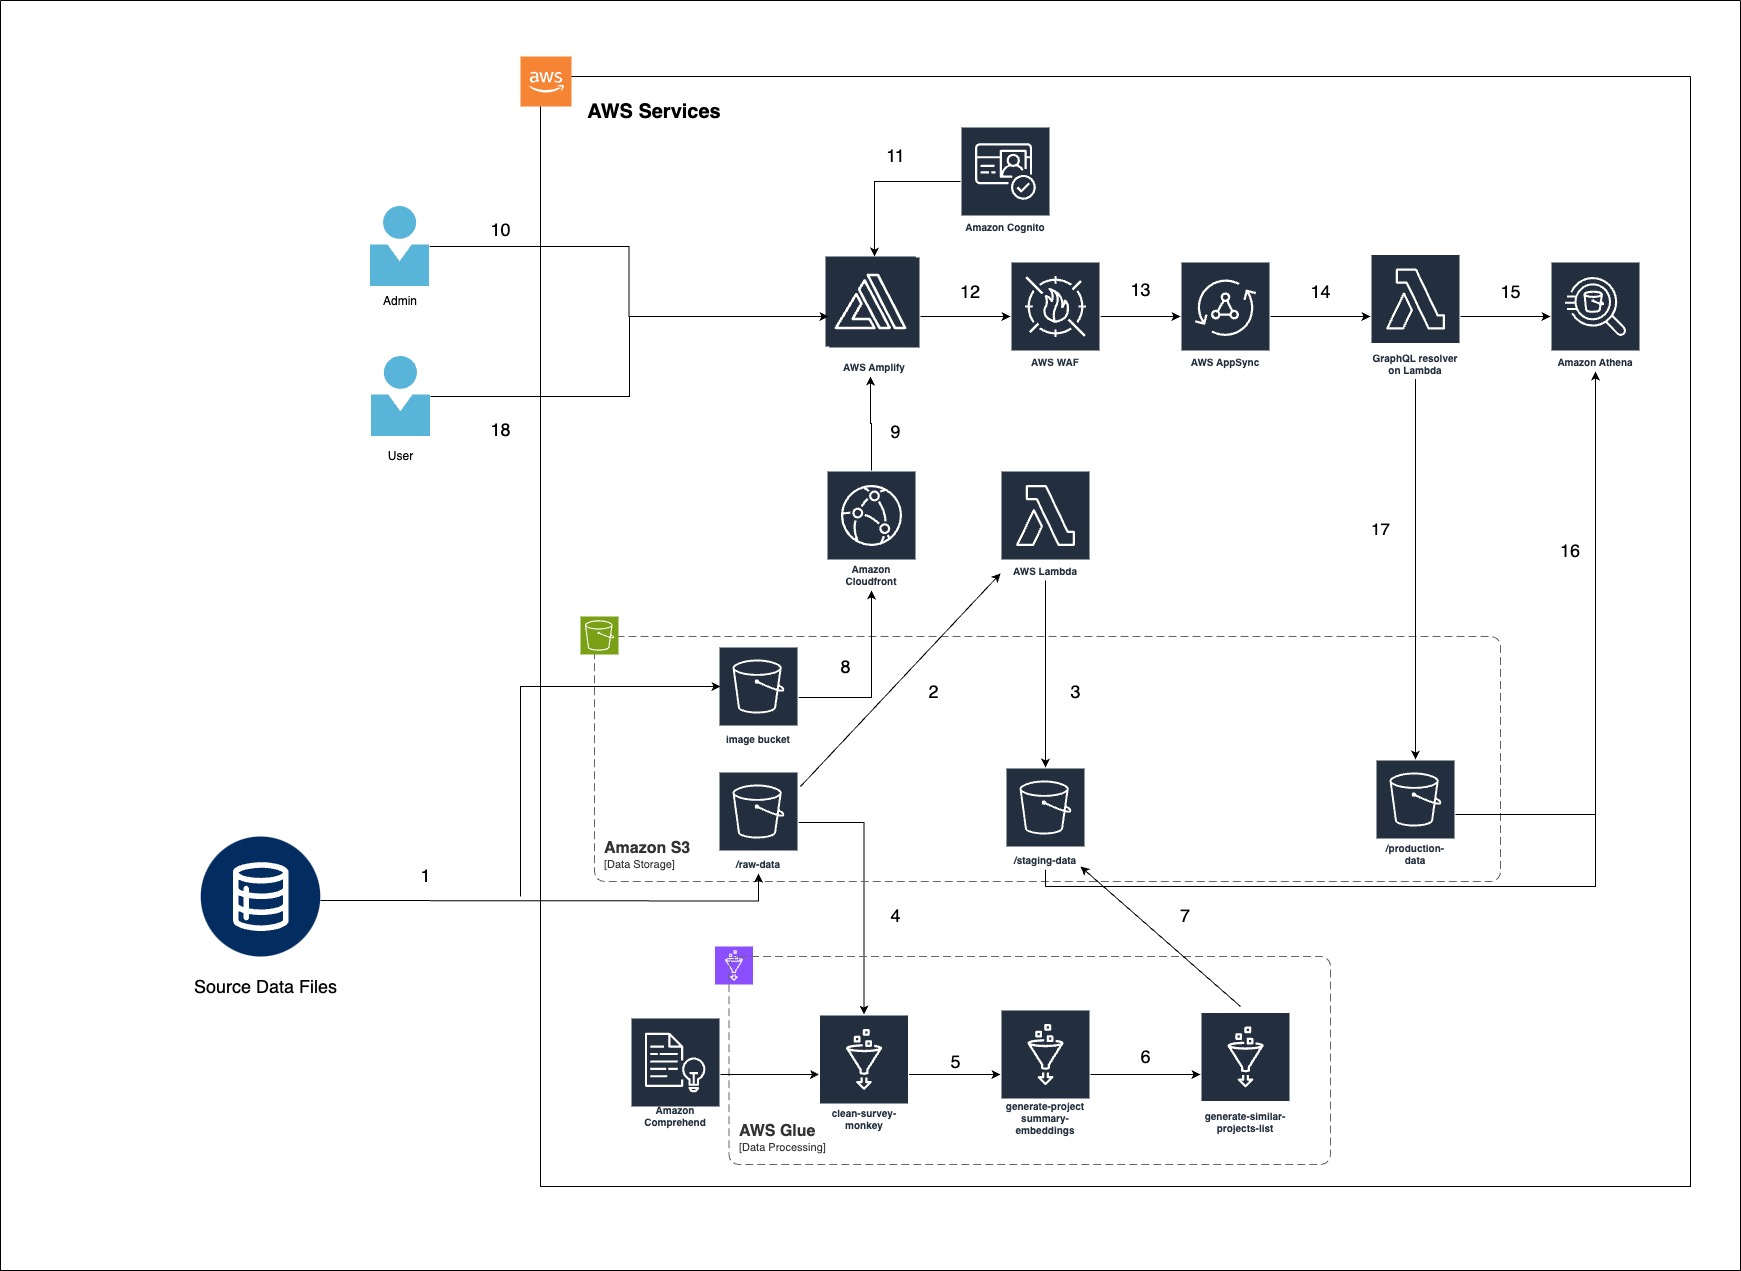 aws
AWS Services
11
Amazon Cognito
10
Admin
12
13
14
15
AWS Amplify
AWS WAF
AWS AppSync
GraphQL resolver
on Lambda
Amazon Athena
18
User
9
17
16
Amazon
Cloudfront
AWS Lambda
8
2
3
image bucket
Amazon S3
[Data Storage]
/raw-data
/staging-data
/production-
data
1
4
7
Source Data Files
5
6
Amazon
Comprehend
clean-survey-
monkey
generate-project
summary-
embeddings
generate-similar-
projects-list
AWS Glue
[Data Processing]